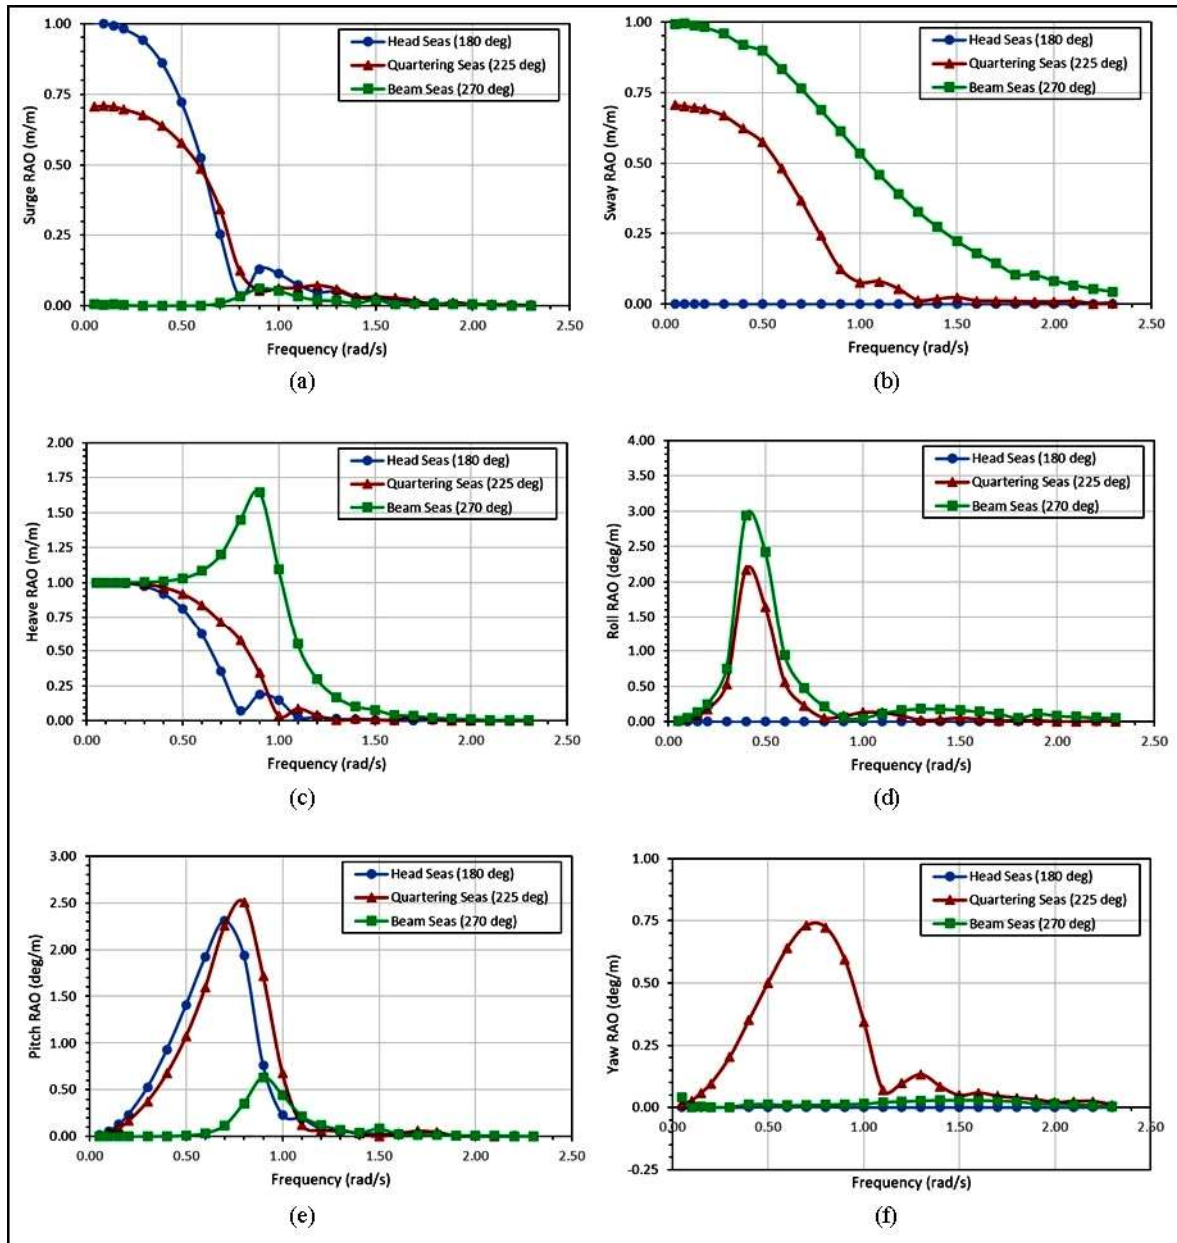 1.00
0.75
0.50
0.25
0.00
Surge RAO (m/m)
Head Seas (180 deg)
Quartering Seas (225 deg)
Beam Seas (270 deg)
0.00 0.50 1.00 1.50 2.00 2.50
Frequency (rad/s)
(a)
1.00
0.75
0.50
0.25
0.00
Sway RAO (m/m)
Head Seas (180 deg)
Quartering Seas (225 deg)
Beam Seas (270 deg)
0.00 0.50 1.00 1.50 2.00 2.50
Frequency (rad/s)
(b)
2.00
1.75
1.50
1.25
1.00
0.75
0.50
0.25
0.00
Heave RAO (m/m)
Head Seas (180 deg)
Quartering Seas (225 deg)
Beam Seas (270 deg)
0.00 0.50 1.00 1.50 2.00 2.50
Frequency (rad/s)
(c)
4.00
3.50
3.00
2.50
2.00
1.50
1.00
0.50
0.00
Roll RAO (deg/m)
Head Seas (180 deg)
Quartering Seas (225 deg)
Beam Seas (270 deg)
0.00 0.50 1.00 1.50 2.00 2.50
Frequency (rad/s)
(d)
3.00
2.50
2.00
1.50
1.00
0.50
0.00
Pitch RAO (deg/m)
Head Seas (180 deg)
Quartering Seas (225 deg)
Beam Seas (270 deg)
0.00 0.50 1.00 1.50 2.00 2.50
Frequency (rad/s)
(e)
1.00
0.75
0.50
0.25
0.00
-0.25
Yaw RAO (deg/m)
Head Seas (180 deg)
Quartering Seas (225 deg)
Beam Seas (270 deg)
0.00 0.50 1.00 1.50 2.00 2.50
Frequency (rad/s)
(f)